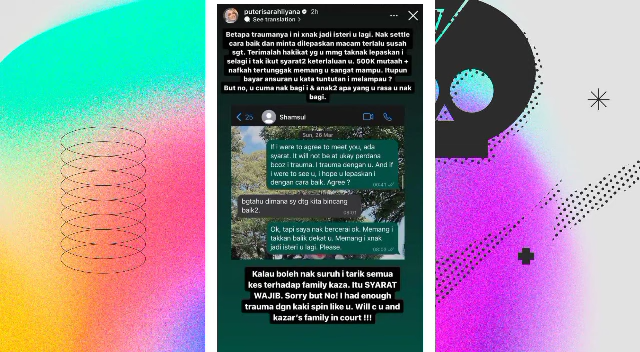 puterisarahliyana 2h
See translation >
Betapa traumanya i ni xnak jadi isteri u lagi. Nak settle
cara baik dan minta dilepaskan macam terlalu susah
sgt. Terimalah hakikat yg u mmg taknak lepaskan i
selagi i tak ikut syarat2 keterlaluan u. 500K mutaah +
nafkah tertunggak memang u sangat mampu. Itupun
bayar ansuran u kata tuntutan i melampau ?
But no, u cuma nak bagi i & anak2 apa yang u rasa u nak
bagi.
25 Shamsul
Sun, 26 Mar
If i were to agree to meet you, ada
syarat. It will not be at ukay perdana
bcoz i trauma. I trauma dengan u. And if
I were to see u, I hope u lepaskan i
dengan cara baik. Agree ?
bgtahu dimana sy dtg kita bincang
baik2.
Ok, tapi saya nak bercerai ok. Memang i
takkan balik dekat u. Memang i xnak
jadi isteri u lagi. Please.
Kalau boleh nak suruh i tarik semua
kes terhadap family kaza. Itu SYARAT
WAJIB. Sorry but No! I had enough
trauma dgn kaki spin like u. Will c u and
kazar's family in court !!!